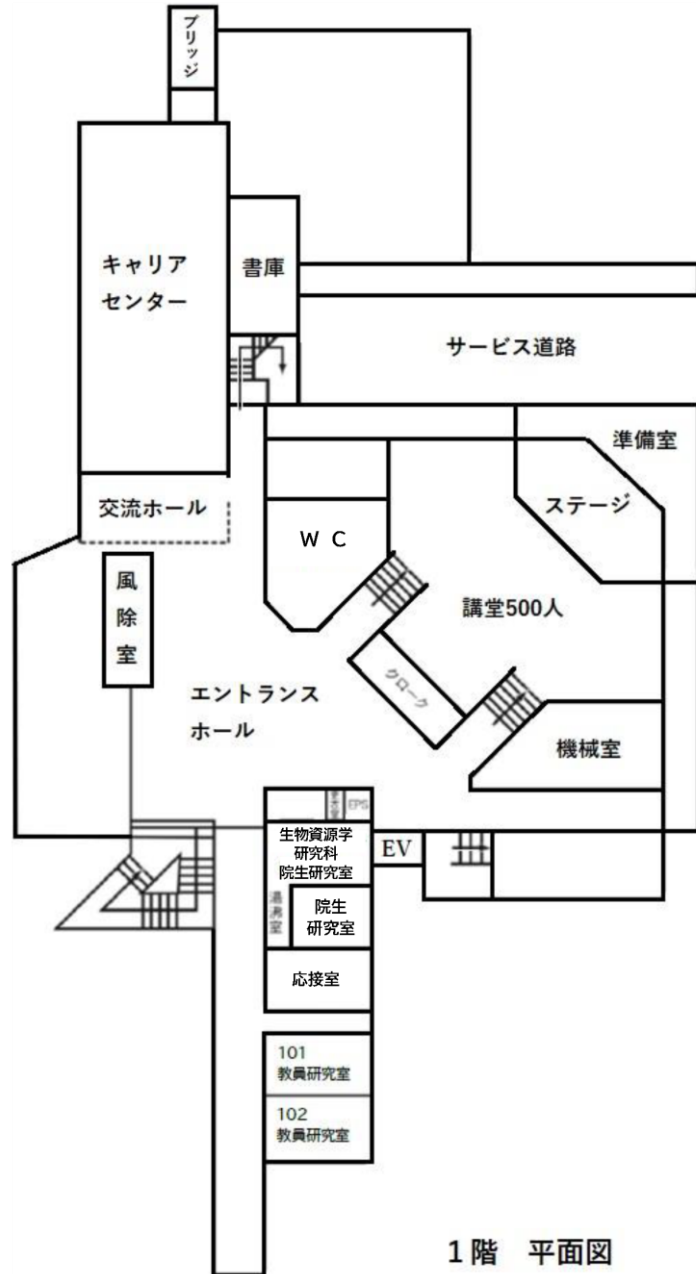 ブリッジ
キャリア
センター
書庫
サービス道路
準備室
ステージ
交流ホール
ＷＣ
風除室
講堂500人
クローク
エントランス
ホール
機械室
EPS
生物資源学
研究科
院生研究室
EV
湯沸室
院生
研究室
応接室
101
教員研究室
102
教員研究室
1階　平面図